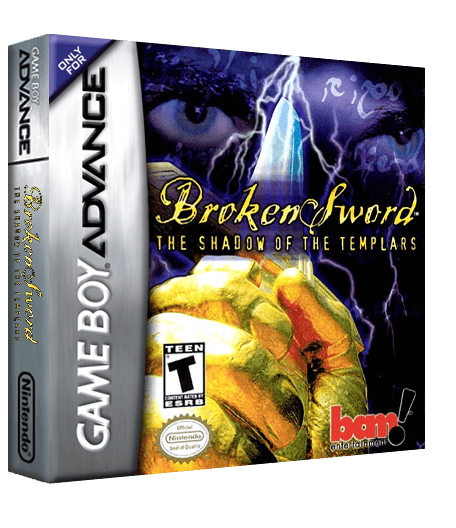 GAME BOY
ADVANCE
Broken Sword
THE SHADOW OF THE TEMPLARS
Nintendo®
ONLY
FOR
GAME BOY® ADVANCE
Broken Sword™
THE SHADOW OF THE TEMPLARS
TEEN
T
CONTENT RATED BY
ESRB
Official
Nintendo
Seal of Quality
bam!
entertainment